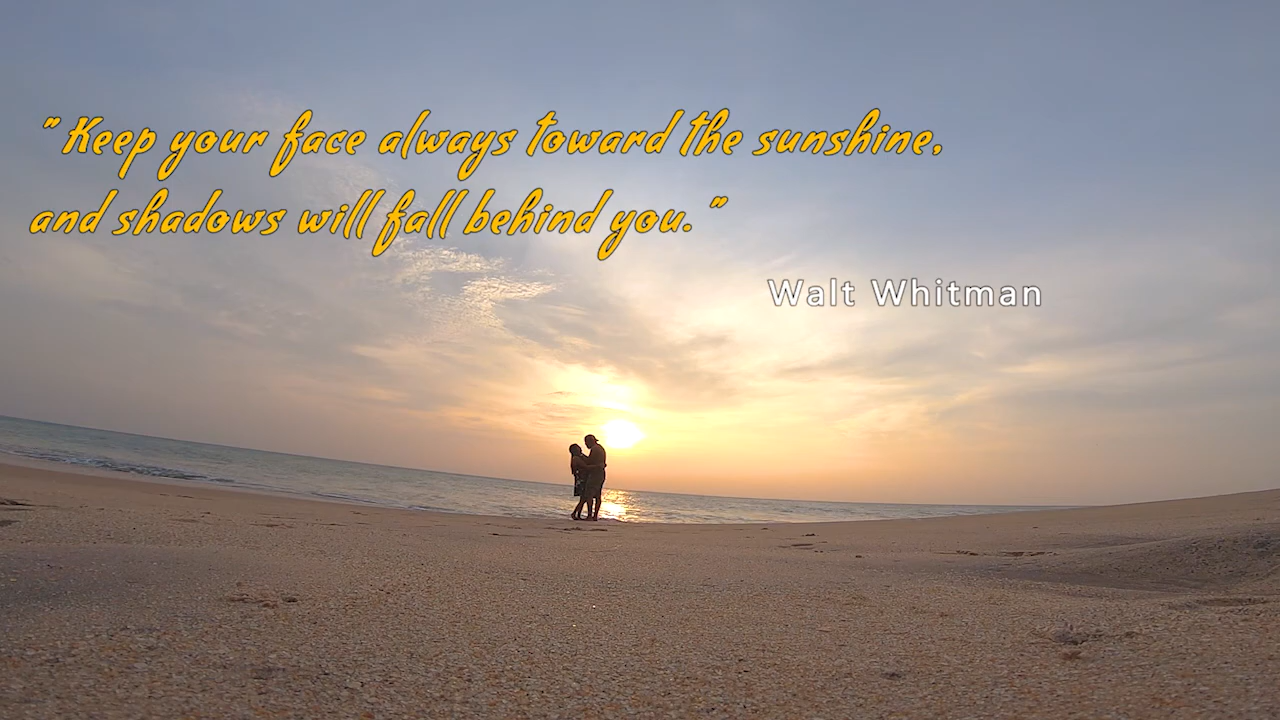 "Keep your face always toward the sunshine,
and shadows will fall behind you."
Walt Whitman